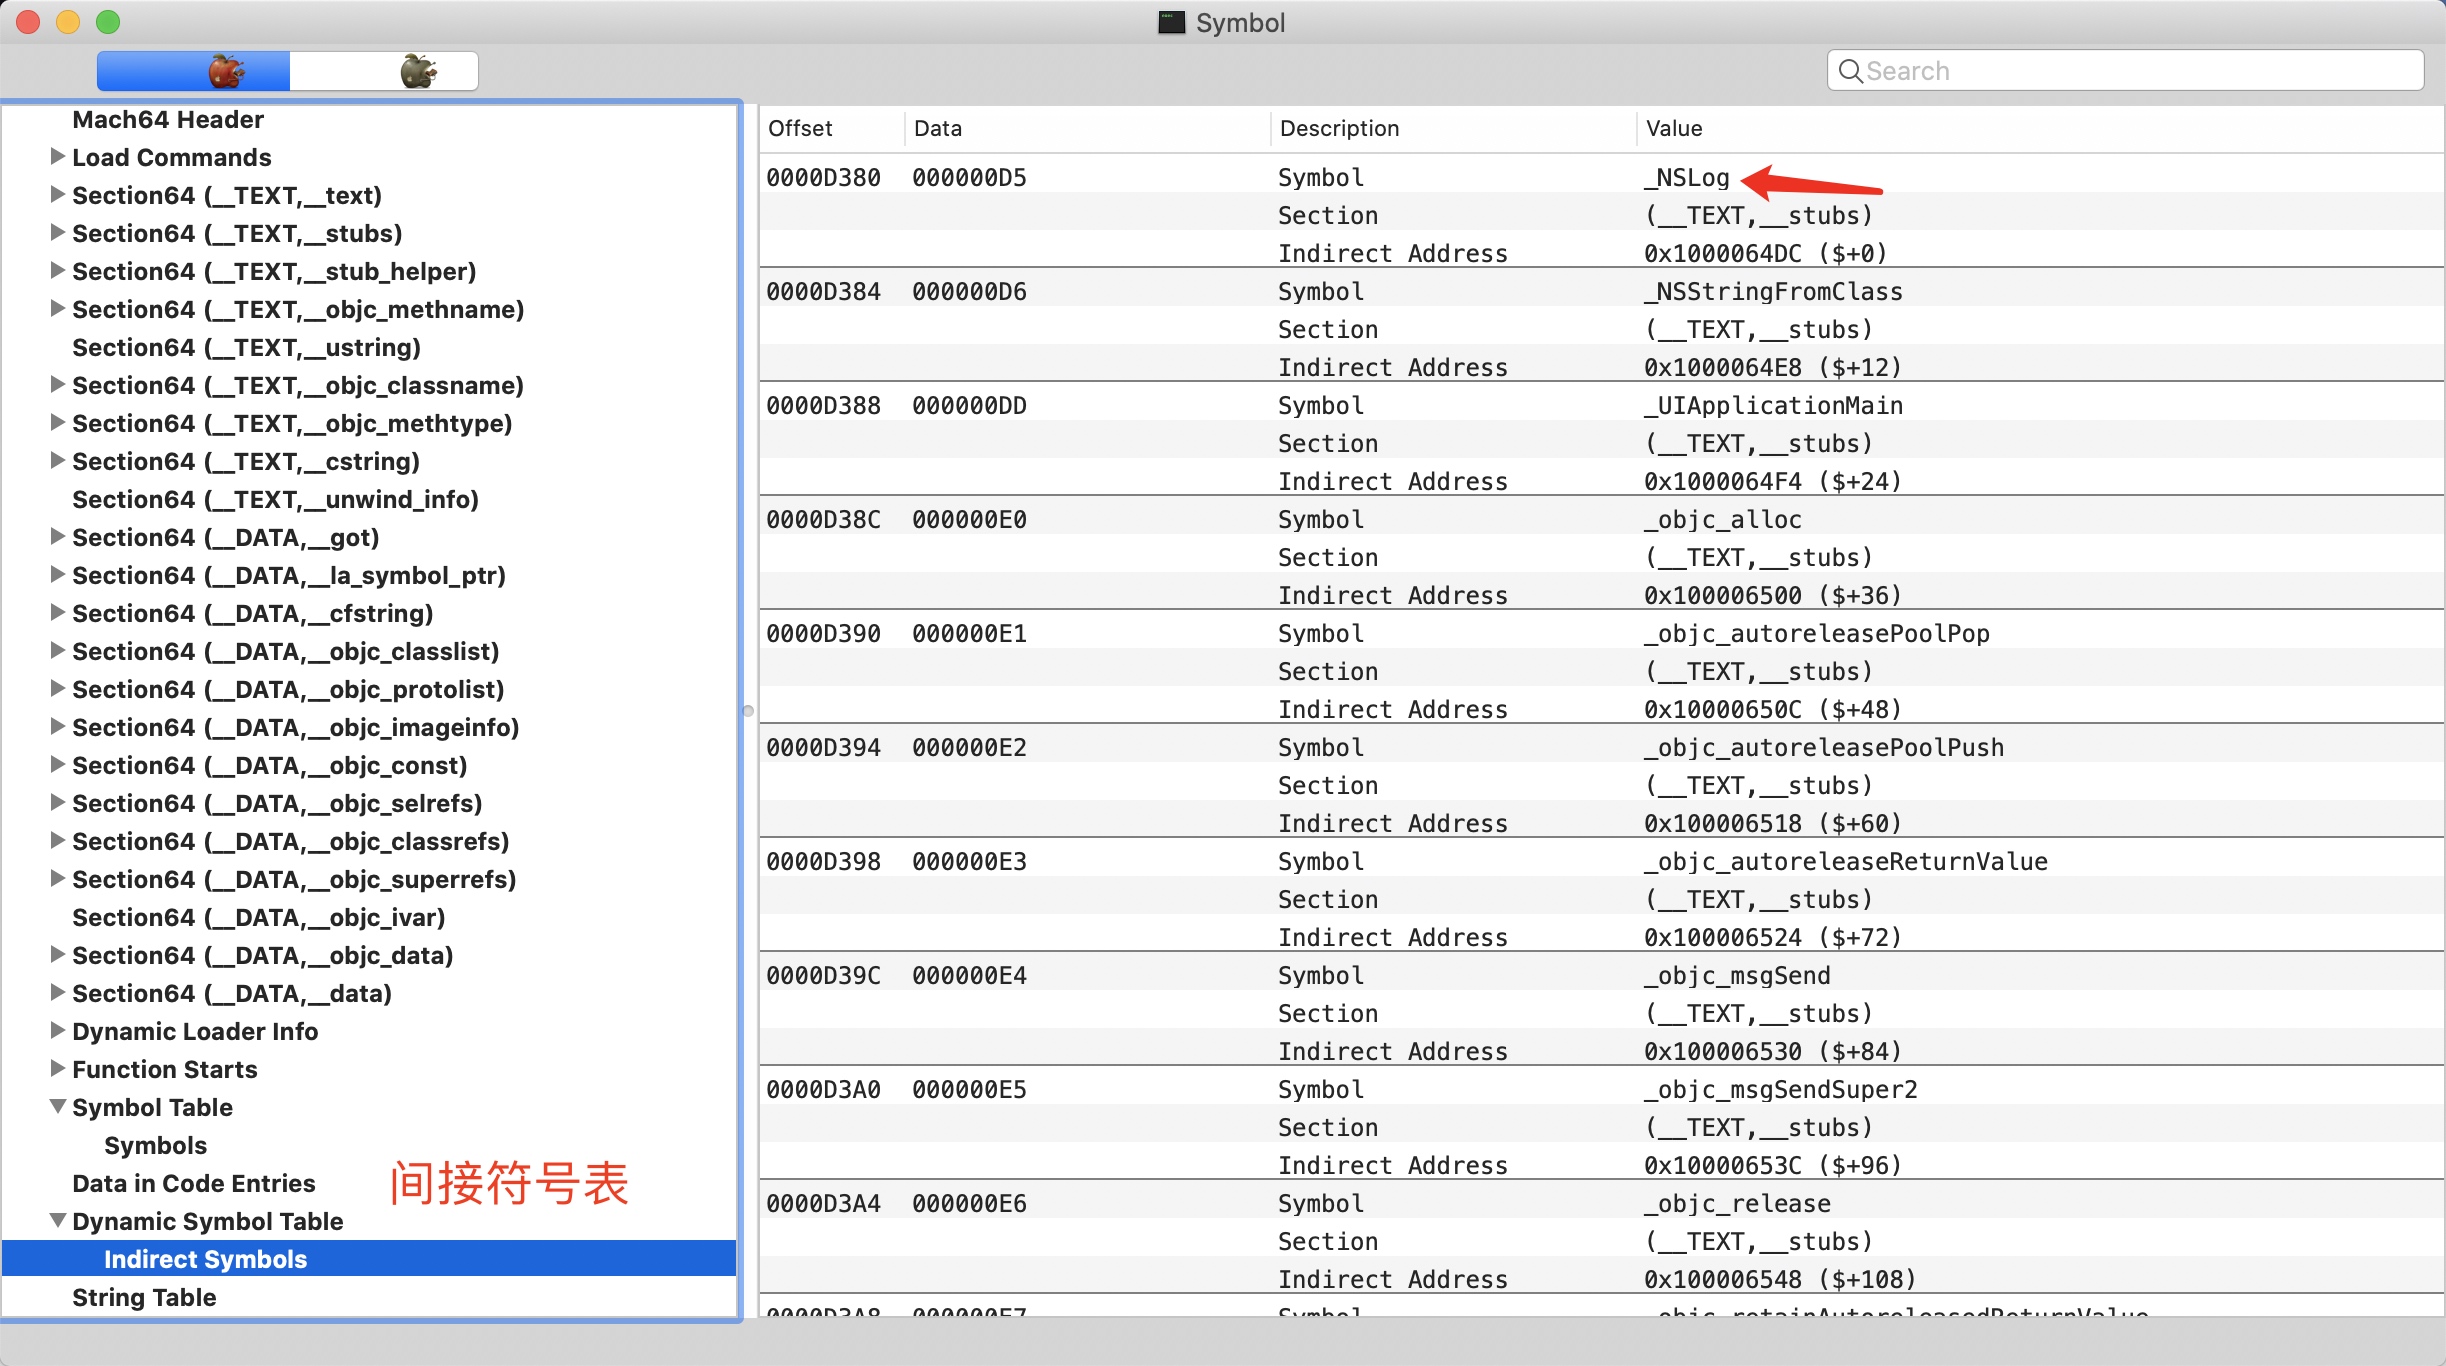 Symbol
Search
Mach64 Header
Load Commands
Section64 (__TEXT,__text)
Section64 (__TEXT,__stubs)
Section64 (__TEXT,__stub_helper)
Section64 (__TEXT,__objc_methname)
Section64 (__TEXT,__ustring)
Section64 (__TEXT,__objc_classname)
Section64 (__TEXT,__objc_methtype)
Section64 (__TEXT,__cstring)
Section64 (__TEXT,__unwind_info)
Section64 (__DATA,__got)
Section64 (__DATA,__la_symbol_ptr)
Section64 (__DATA,__cfstring)
Section64 (__DATA,__objc_classlist)
Section64 (__DATA,__objc_protolist)
Section64 (__DATA,__objc_imageinfo)
Section64 (__DATA,__objc_const)
Section64 (__DATA,__objc_selrefs)
Section64 (__DATA,__objc_classrefs)
Section64 (__DATA,__objc_superrefs)
Section64 (__DATA,__objc_ivar)
Section64 (__DATA,__objc_data)
Section64 (__DATA,__data)
Dynamic Loader Info
Function Starts
Symbol Table
Symbols
Data in Code Entries
间接符号表
Dynamic Symbol Table
Indirect Symbols
String Table
Offset Data Description Value
0000D380 000000D5 Symbol _NSLog
Section (__TEXT,__stubs)
Indirect Address 0x1000064DC ($+0)
0000D384 000000D6 Symbol _NSStringFromClass
Section (__TEXT,__stubs)
Indirect Address 0x1000064E8 ($+12)
0000D388 000000DD Symbol _UIApplicationMain
Section (__TEXT,__stubs)
Indirect Address 0x1000064F4 ($+24)
0000D38C 000000E0 Symbol _objc_alloc
Section (__TEXT,__stubs)
Indirect Address 0x100006500 ($+36)
0000D390 000000E1 Symbol _objc_autoreleasePoolPop
Section (__TEXT,__stubs)
Indirect Address 0x10000650C ($+48)
0000D394 000000E2 Symbol _objc_autoreleasePoolPush
Section (__TEXT,__stubs)
Indirect Address 0x100006518 ($+60)
0000D398 000000E3 Symbol _objc_autoreleaseReturnValue
Section (__TEXT,__stubs)
Indirect Address 0x100006524 ($+72)
0000D39C 000000E4 Symbol _objc_msgSend
Section (__TEXT,__stubs)
Indirect Address 0x100006530 ($+84)
0000D3A0 000000E5 Symbol _objc_msgSendSuper2
Section (__TEXT,__stubs)
Indirect Address 0x10000653C ($+96)
0000D3A4 000000E6 Symbol _objc_release
Section (__TEXT,__stubs)
Indirect Address 0x100006548 ($+108)
0000D3A8 000000E7 Symbol _objc_retainAutoreleasedReturnValue